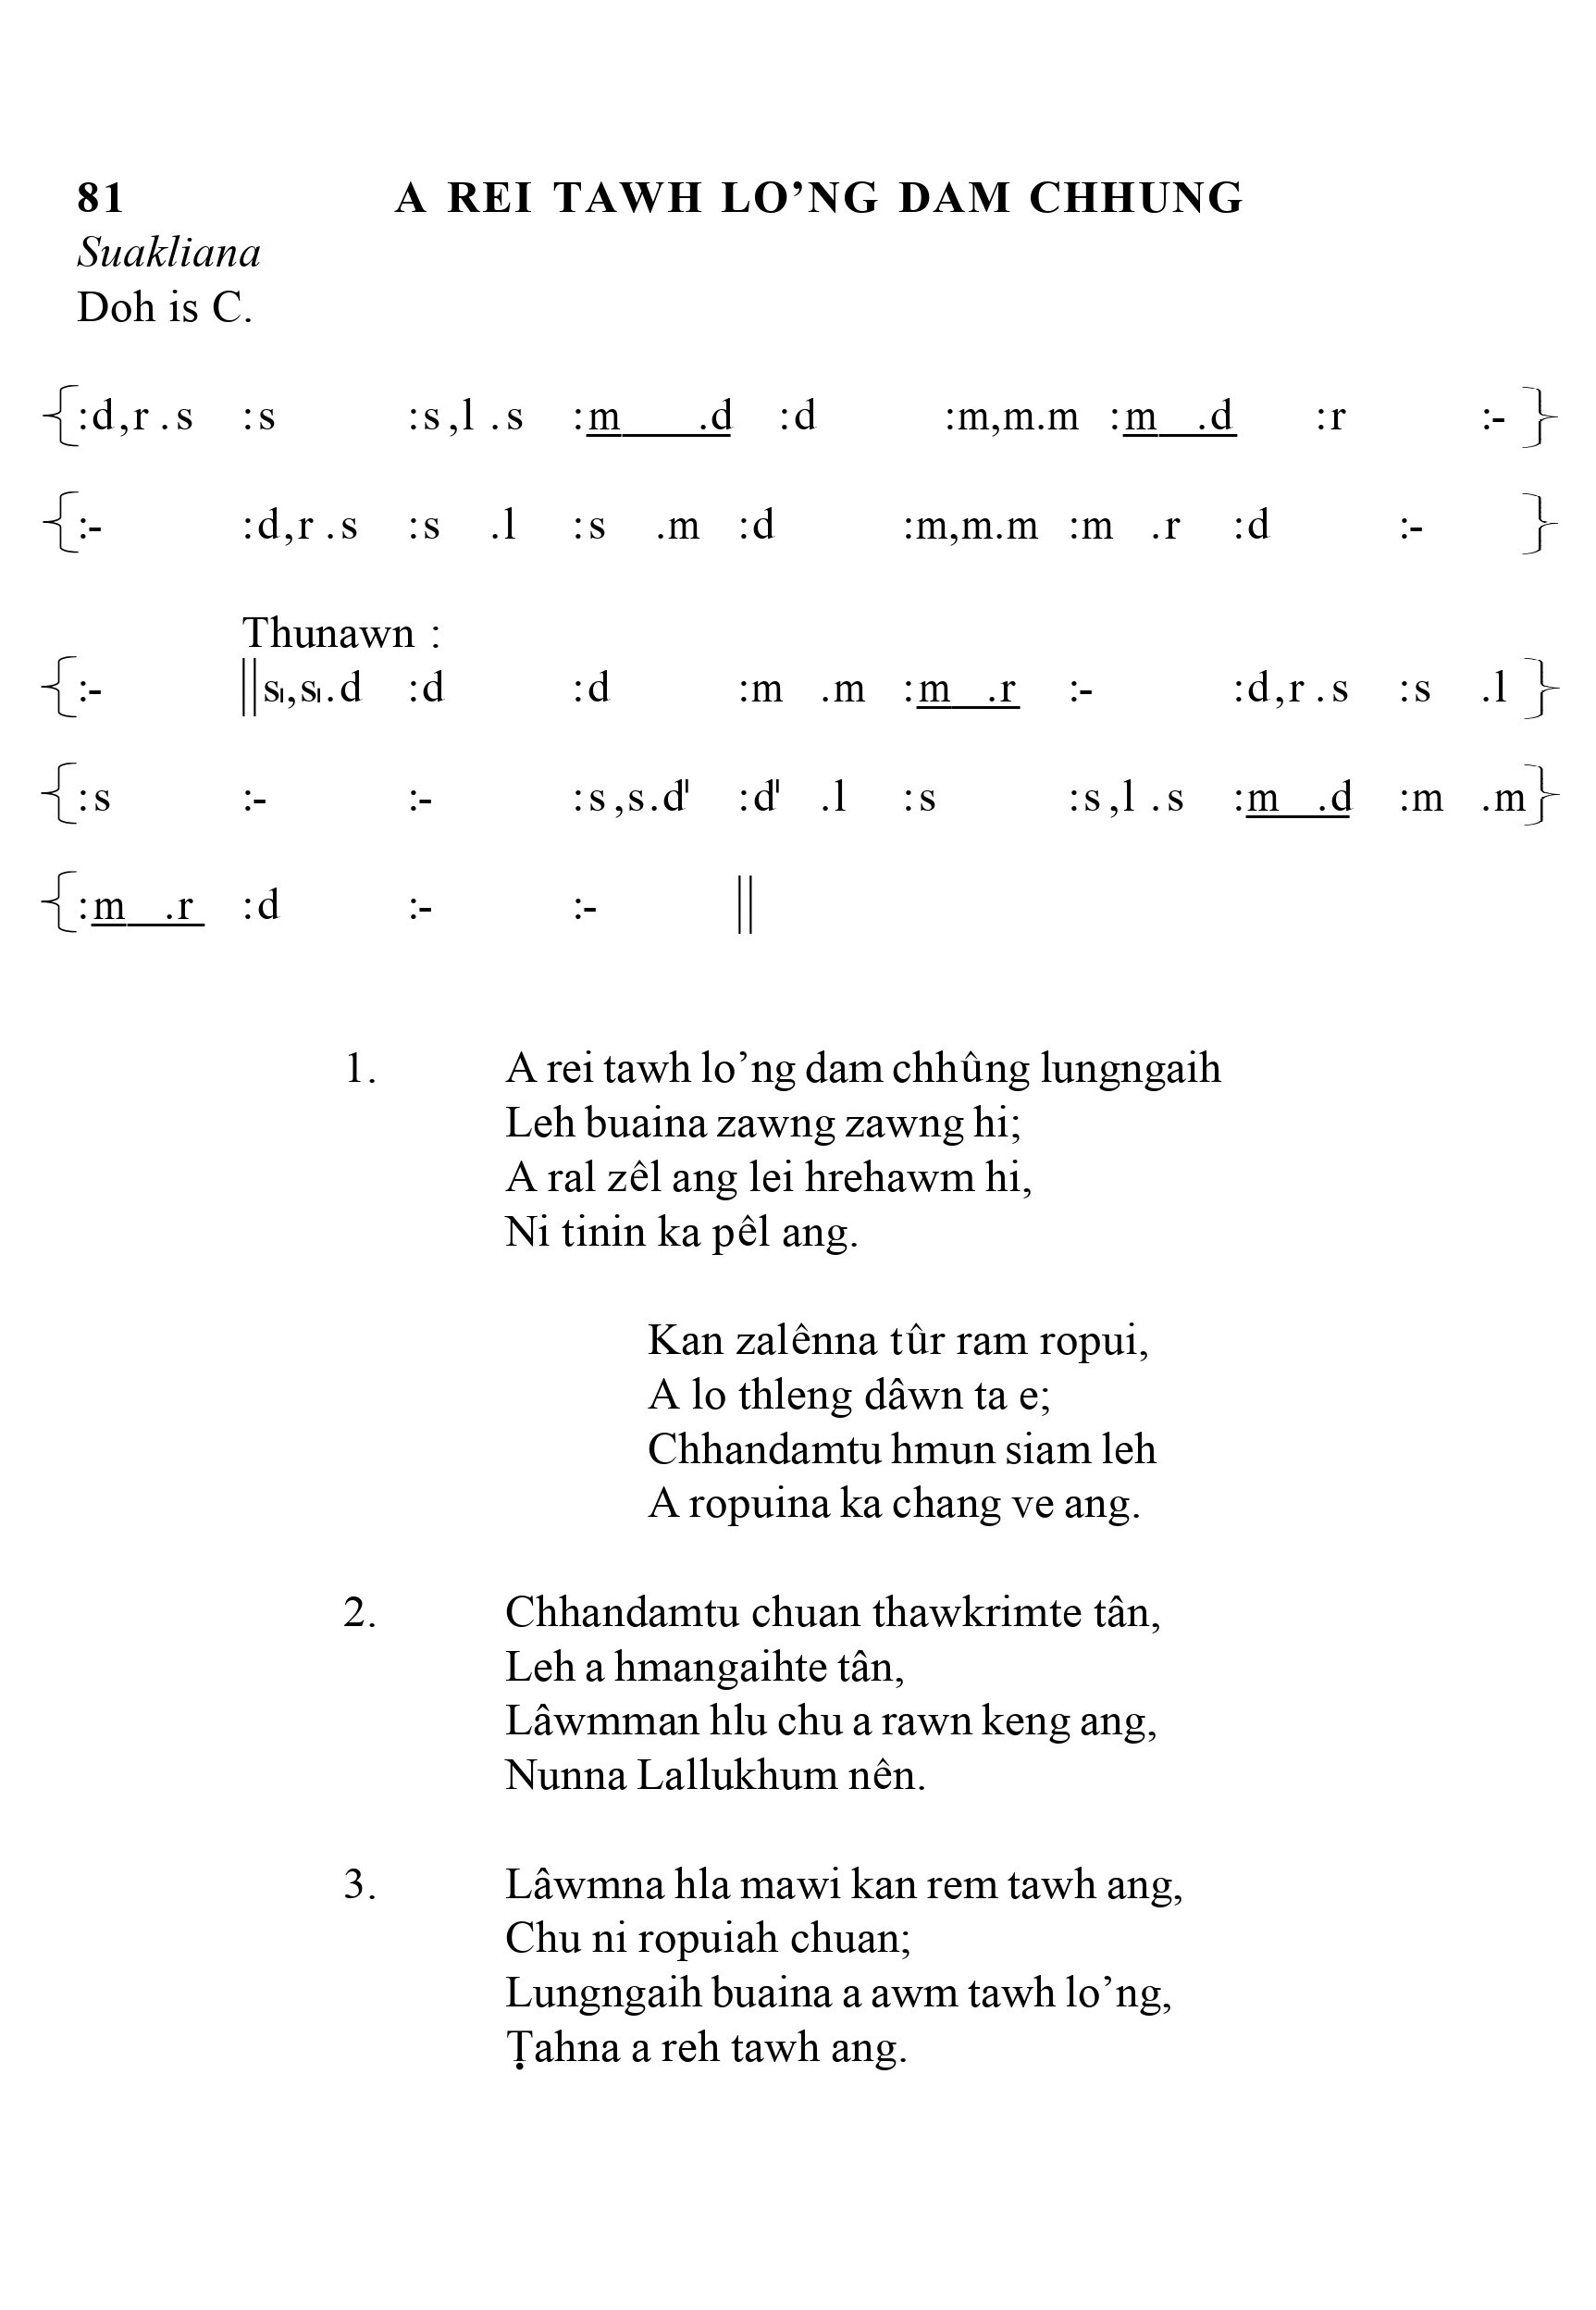 81 A REI TAWH LO’NG DAM CHHUNG
Suakliana
Doh is C.
{:d,r .s :s :s,l .s :m .d :d :m,m.m :m .d :r :- }
{:- :d,r .s :s .l :s .m :d :m,m.m :m .r :d :- }
Thunawn :
{:- ||sı,sı.d :d :d :m .m :m .r :- :d,r .s :s .l }
{:s :- :- :s,s.d' :d' .l :s :s,l .s :m .d :m .m}
{:m .r :d :- :- ||
1. A rei tawh lo’ng dam chhûng lungngaih
Leh buaina zawng zawng hi;
A ral zêl ang lei hrehawm hi,
Ni tinin ka pêl ang.
Kan zalênna tûr ram ropui,
A lo thleng dâwn ta e;
Chhandamtu hmun siam leh
A ropuina ka chang ve ang.
2. Chhandamtu chuan thawkrimte tân,
Leh a hmangaihte tân,
Lâwmman hlu chu a rawn keng ang,
Nunna Lallukhum nên.
3. Lâwmna hla mawi kan rem tawh ang,
Chu ni ropuiah chuan;
Lungngaih buaina a awm tawh lo’ng,
Ṭahna a reh tawh ang.